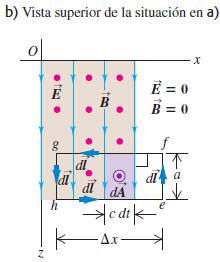 b) Vista superior de la situación en a)
O
x
E⃗
B⃗
E⃗ = 0
B⃗ = 0
g
f
dl⃗
dl⃗
dl⃗
dA⃗
dl⃗
a
h
e
c dt
Δx
z